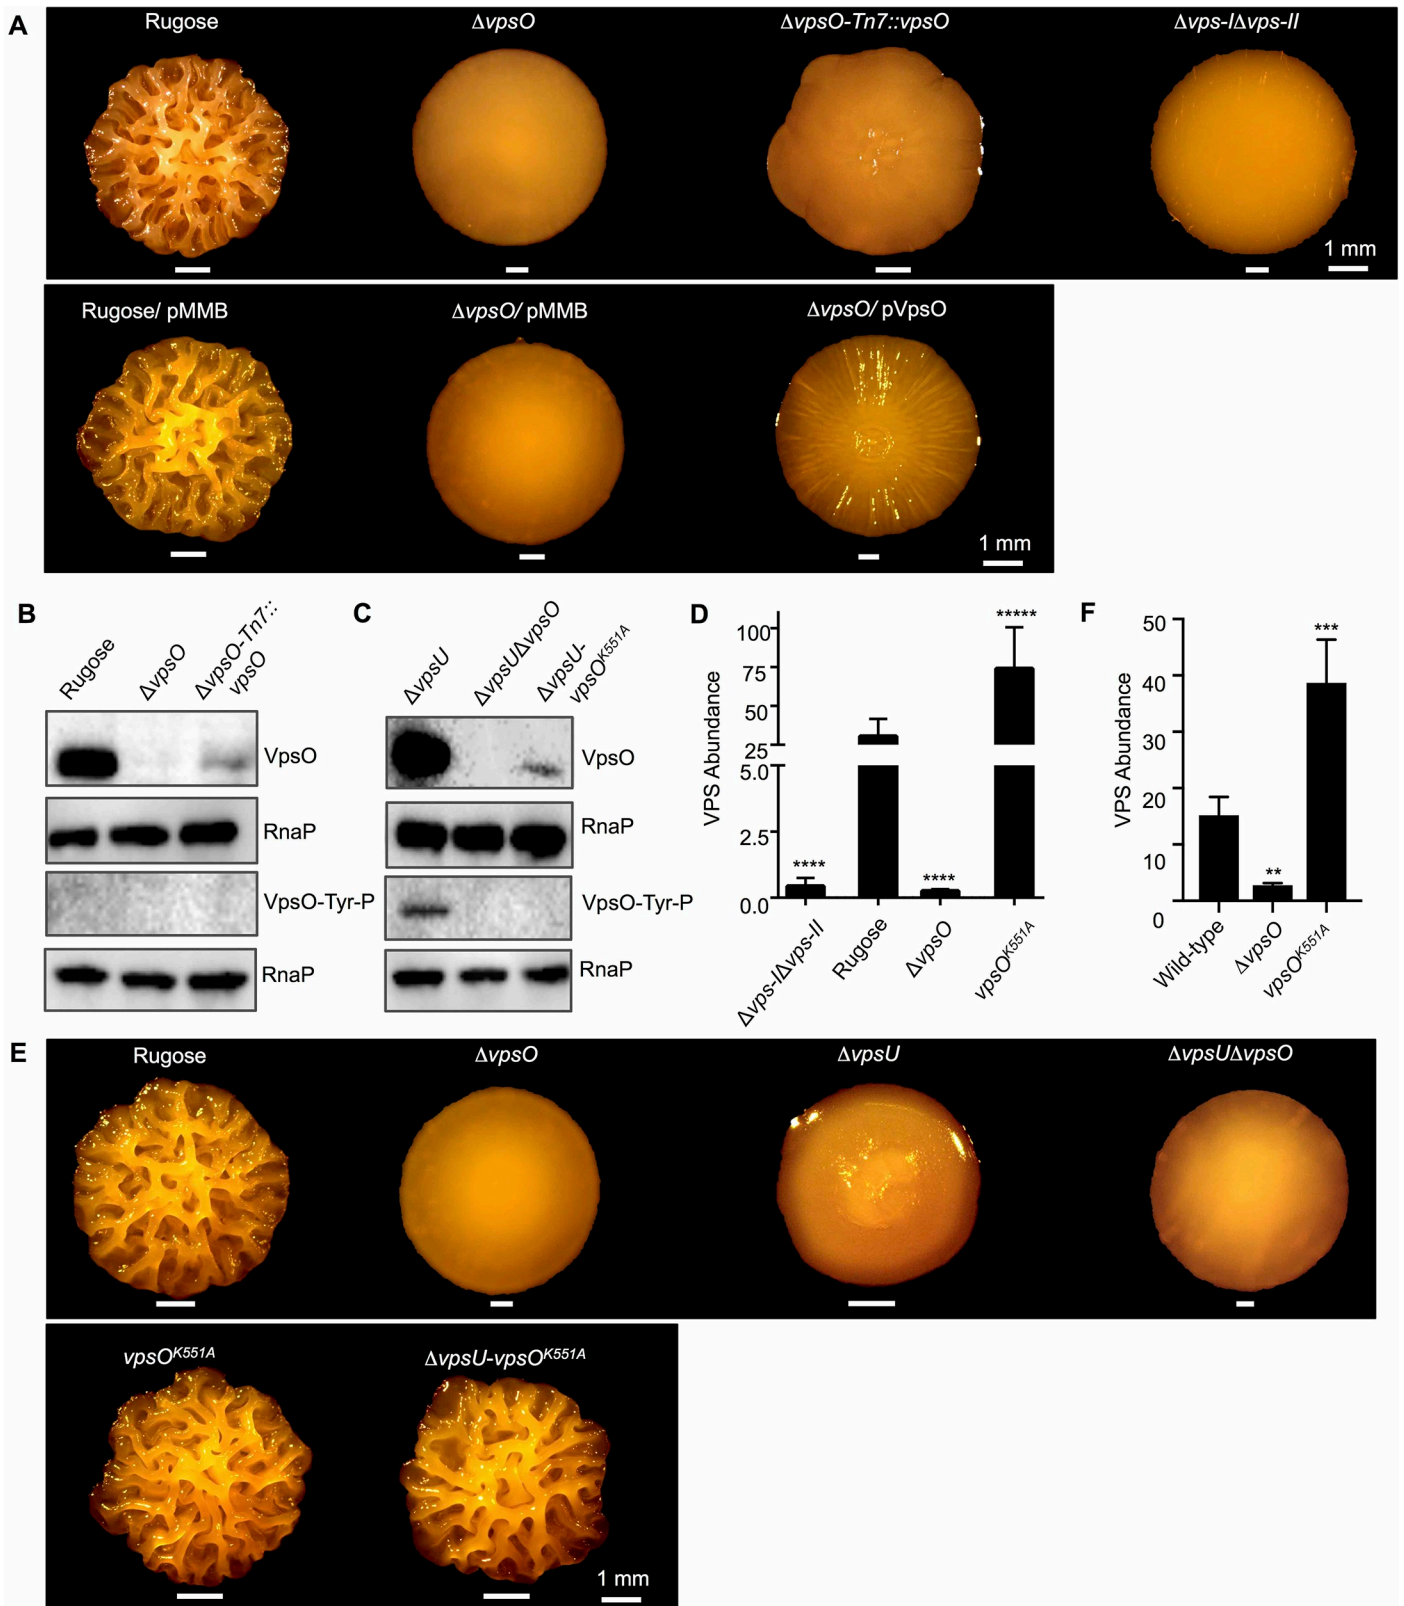 A
Rugose
ΔvpsO
ΔvpsO-Tn7::vpsO
Δvps-IΔvps-II
1 mm
Rugose/ pMMB
ΔvpsO/ pMMB
ΔvpsO/ pVpsO
1 mm
B
Rugose
ΔvpsO
ΔvpsO-Tn7::
vpsO
VpsO
RnaP
VpsO-Tyr-P
RnaP
C
ΔvpsU
ΔvpsUΔvpsO
ΔvpsU-
vpsOK551A
VpsO
RnaP
VpsO-Tyr-P
RnaP
D
VPS Abundance
100
75
50
25
5.0
2.5
0.0
****
****
*****
Δvps-IΔvps-II
Rugose
ΔvpsO
vpsOK551A
F
VPS Abundance
50
40
30
20
10
0
**
***
Wild-type
ΔvpsO
vpsOK551A
E
Rugose
ΔvpsO
ΔvpsU
ΔvpsUΔvpsO
vpsOK551A
ΔvpsU-vpsOK551A
1 mm